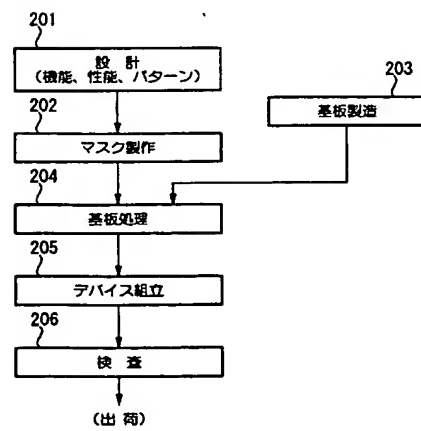 201
設 計
(機能、性能、パターン)
202
マスク製作
203
基板製造
204
基板処理
205
デバイス組立
206
検 査
(出 荷)